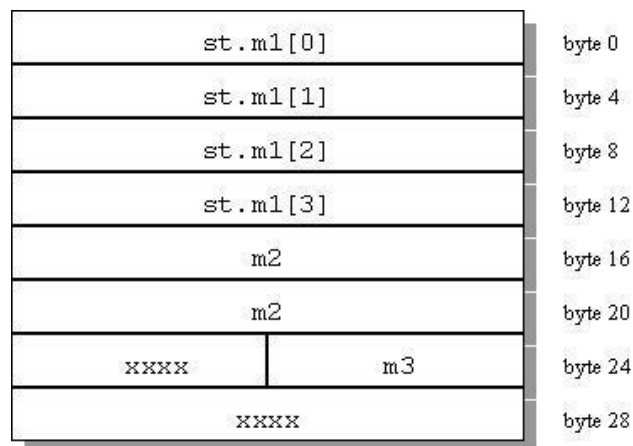 st.m1[0] byte 0
st.m1[1] byte 4
st.m1[2] byte 8
st.m1[3] byte 12
m2 byte 16
m2 byte 20
xxxx m3 byte 24
xxxx byte 28